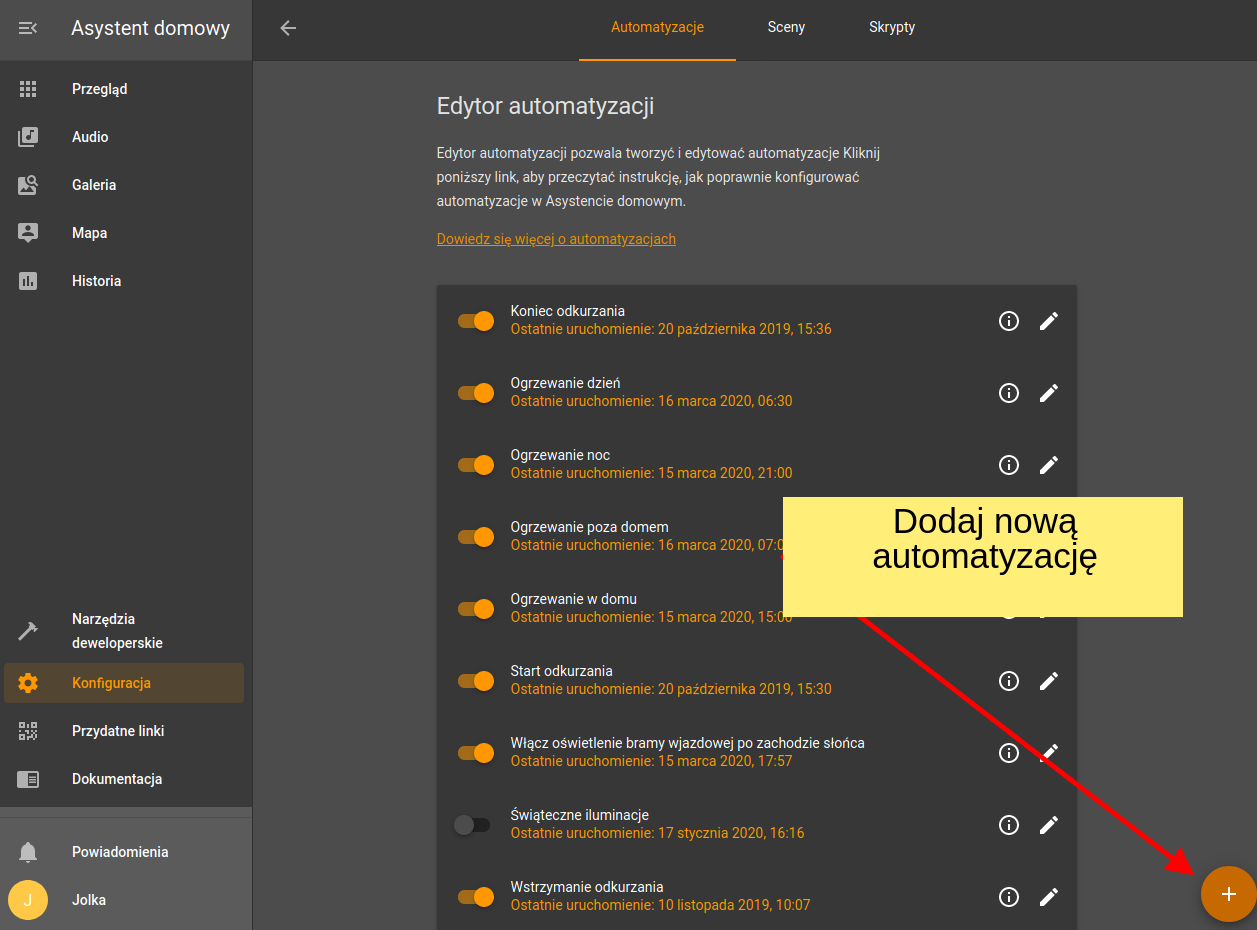 Asystent domowy
Przegląd
Audio
Galeria
Mapa
Historia
Narzędzia
deweloperskie
Konfiguracja
Przydatne linki
Dokumentacja
Powiadomienia
J
Jolka
Automatyzacje
Sceny
Skrypty
Edytor automatyzacji
Edytor automatyzacji pozwala tworzyć i edytować automatyzacje Kliknij
poniższy link, aby przeczytać instrukcję, jak poprawnie konfigurować
automatyzacje w Asystencie domowym.
Dowiedz się więcej o automatyzacjach
Koniec odkurzania
Ostatnie uruchomienie: 20 października 2019, 15:36
Ogrzewanie dzień
Ostatnie uruchomienie: 16 marca 2020, 06:30
Ogrzewanie noc
Ostatnie uruchomienie: 15 marca 2020, 21:00
Ogrzewanie poza domem
Ostatnie uruchomienie: 16 marca 2020,
Ogrzewanie w domu
Ostatnie uruchomienie: 15 marca 2020, 15:00
Start odkurzania
Ostatnie uruchomienie: 20 października 2019, 15:30
Włącz oświetlenie bramy wjazdowej po zachodzie słońca
Ostatnie uruchomienie: 15 marca 2020, 17:57
Świąteczne iluminacje
Ostatnie uruchomienie: 17 stycznia 2020, 16:16
Wstrzymanie odkurzania
Ostatnie uruchomienie: 10 listopada 2019, 10:07
Dodaj nową
automatyzację